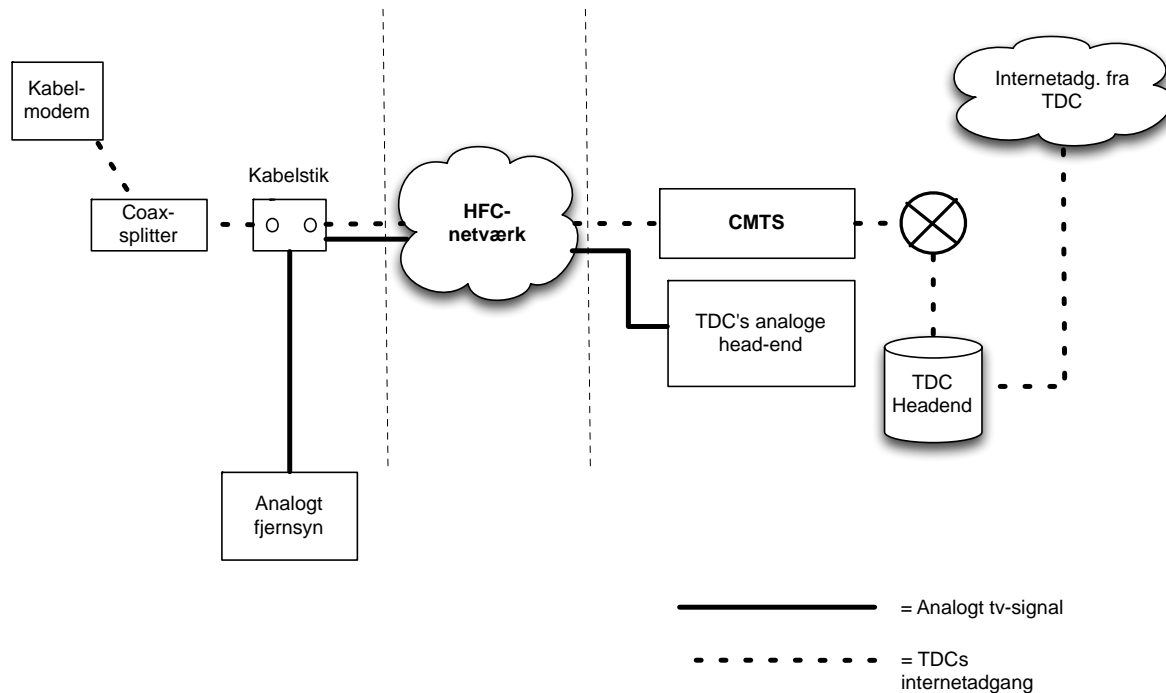 Kabel-
modem
Coax-
splitter
Kabelstik
Analogt
fjernsyn
HFC-
netværk
CMTS
TDC's analoge
head-end
TDC
Headend
Internetadg. fra
TDC
= Analogt tv-signal
= TDCs
internetadgang